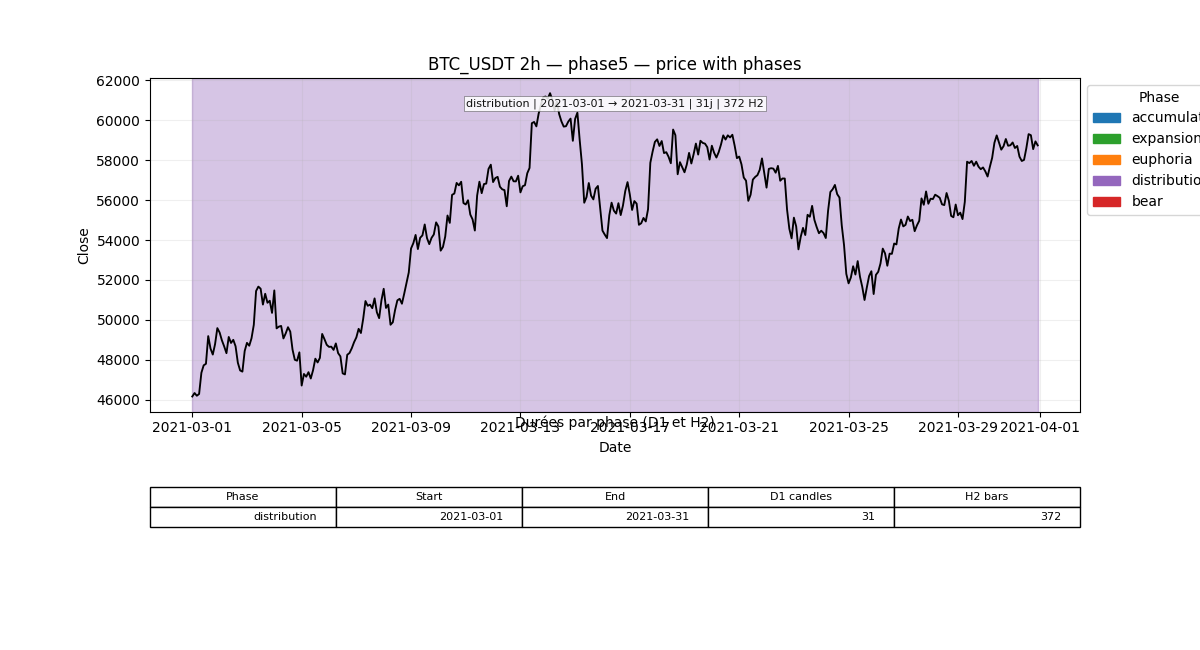 BTC_USDT 2h — phase5 — price with phases
distribution | 2021-03-01 → 2021-03-31 | 31j | 372 H2
Phase
accumulat
expansion
euphoria
distributio
bear
Close
62000
60000
58000
56000
54000
52000
50000
48000
46000
2021-03-01 2021-03-05 2021-03-09 2021-03-13 2021-03-17 2021-03-21 2021-03-25 2021-03-29 2021-04-01
Durées par phase (D1 et H2)
Date
Phase Start End D1 candles H2 bars
distribution 2021-03-01 2021-03-31 31 372